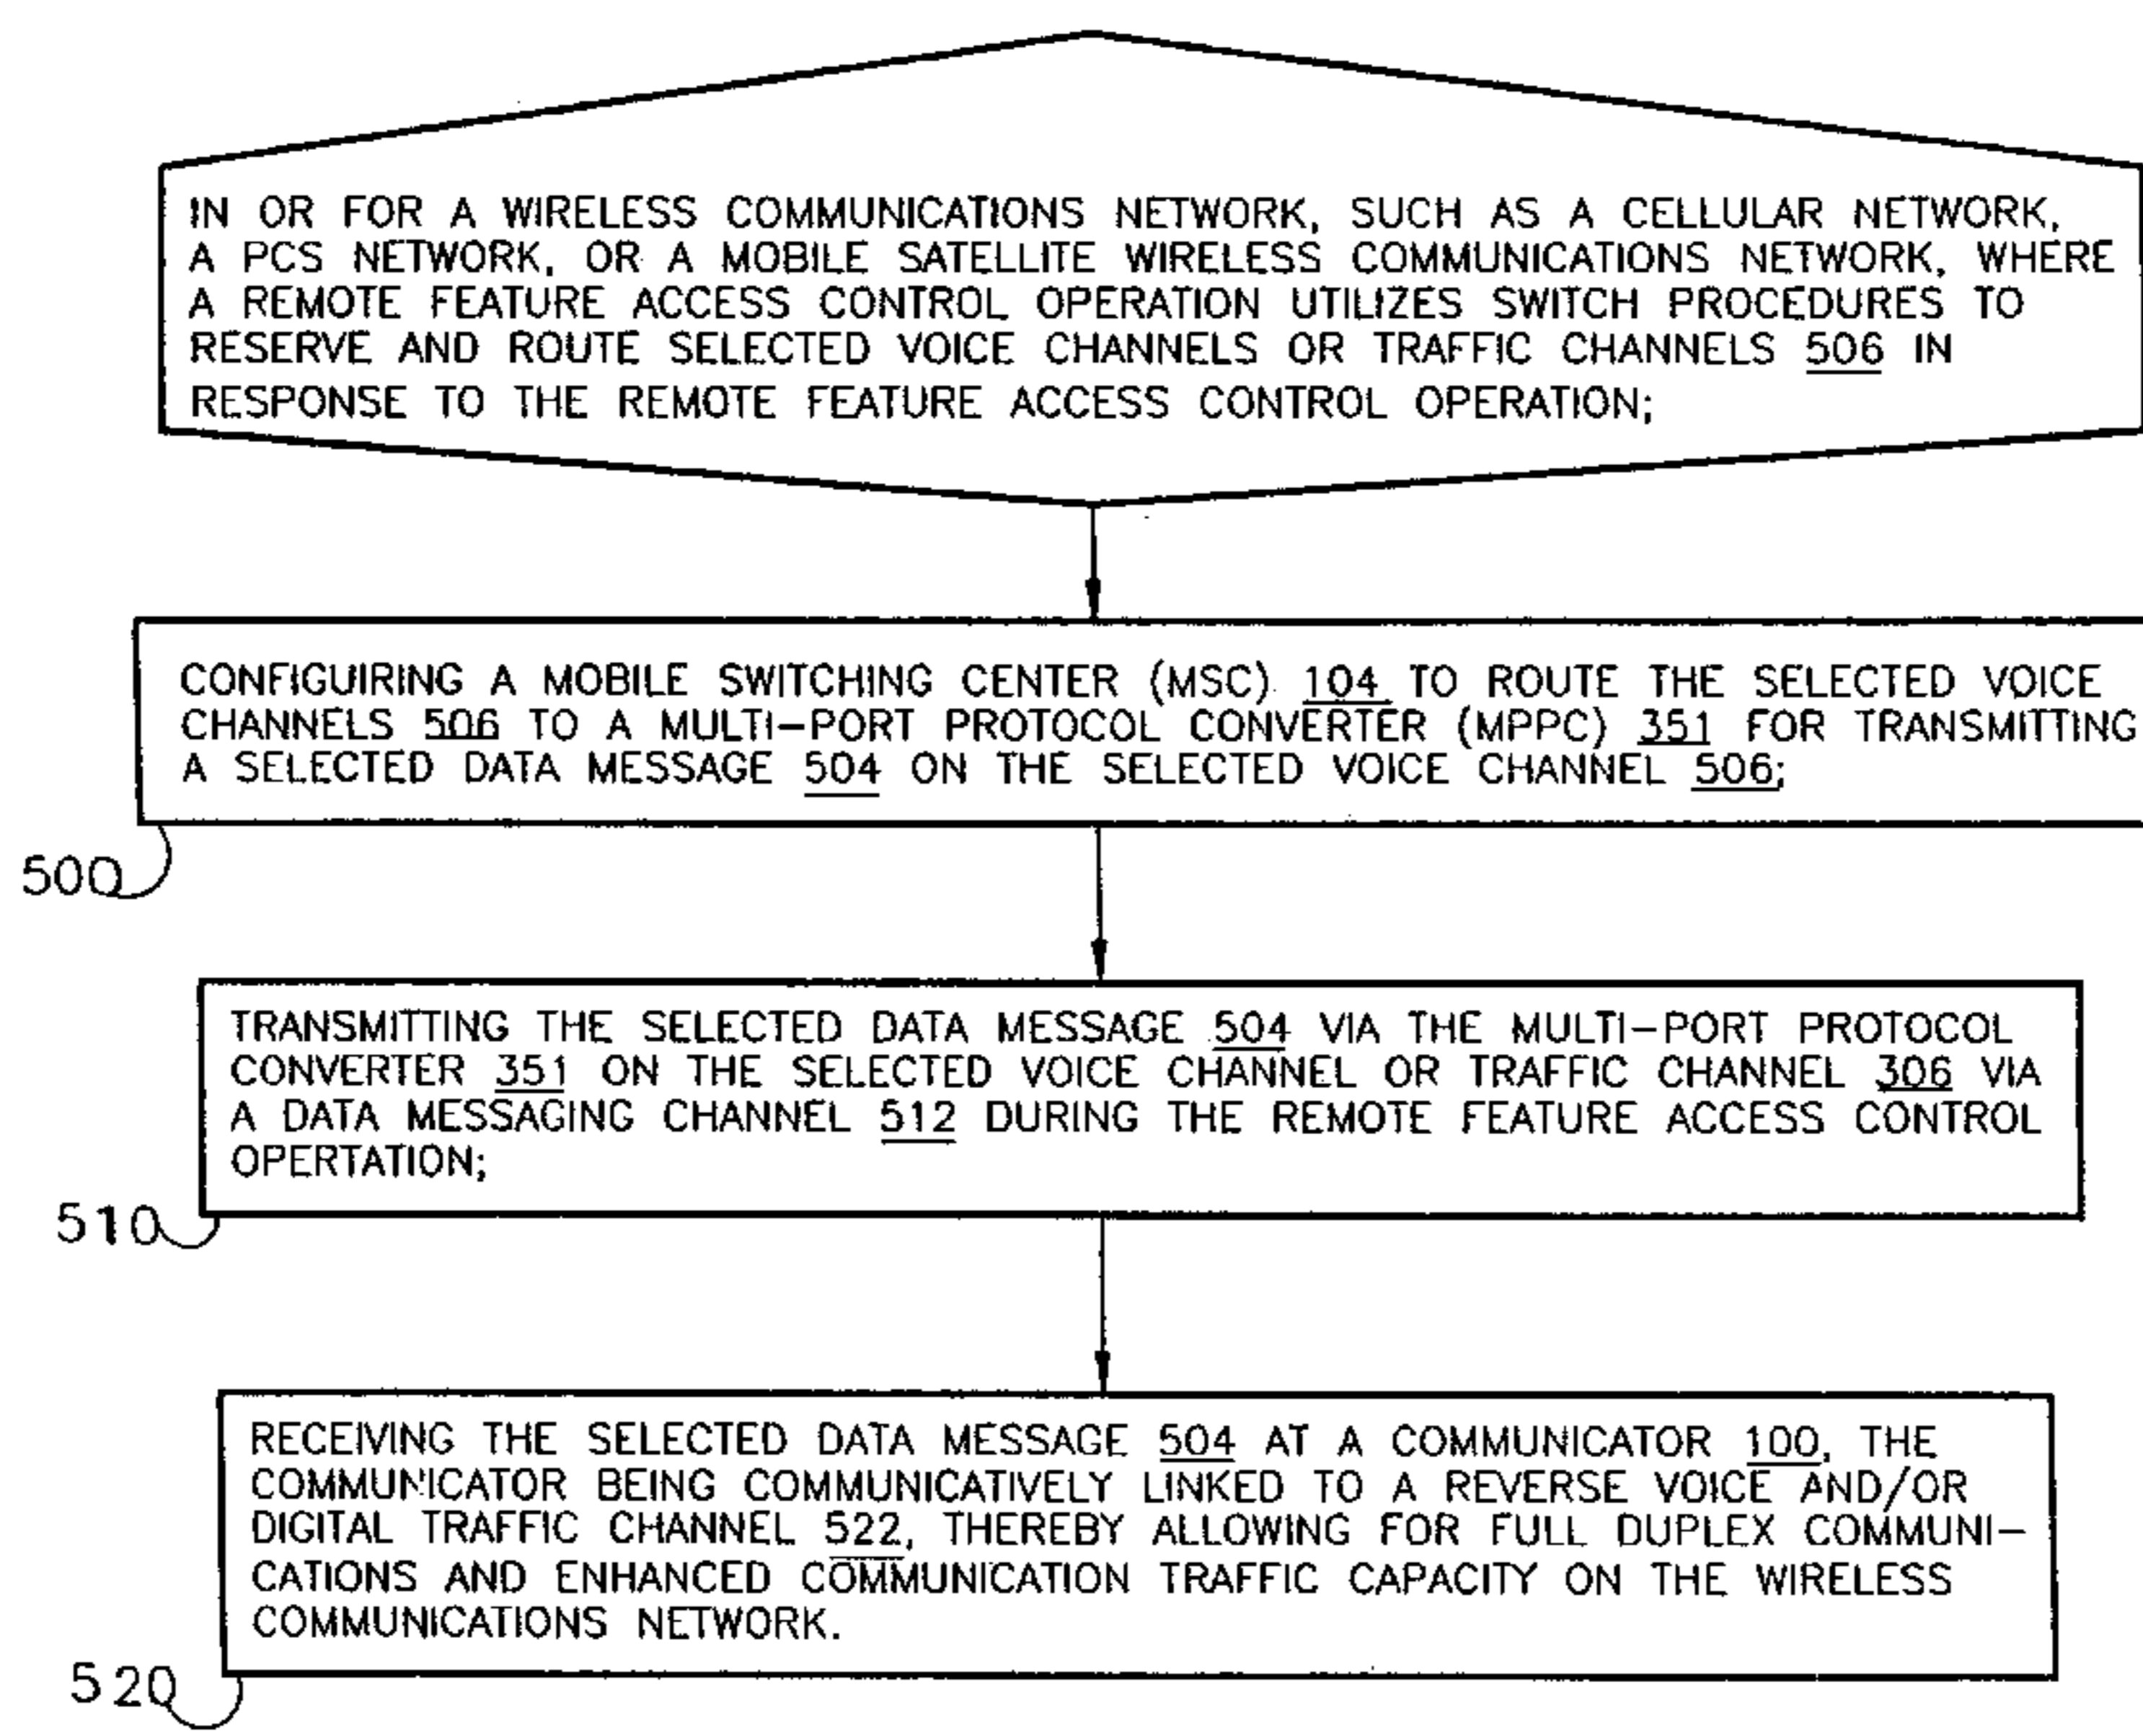 IN OR FOR A WIRELESS COMMUNICATIONS NETWORK, SUCH AS A CELLULAR NETWORK,
A PCS NETWORK, OR A MOBILE SATELLITE WIRELESS COMMUNICATIONS NETWORK, WHERE
A REMOTE FEATURE ACCESS CONTROL OPERATION UTILIZES SWITCH PROCEDURES TO
RESERVE AND ROUTE SELECTED VOICE CHANNELS OR TRAFFIC CHANNELS 506 IN
RESPONSE TO THE REMOTE FEATURE ACCESS CONTROL OPERATION;
CONFIGUIRING A MOBILE SWITCHING CENTER (MSC) 104 TO ROUTE THE SELECTED VOICE
CHANNELS 506 TO A MULTI-PORT PROTOCOL CONVERTER (MPPC) 351 FOR TRANSMITTING
A SELECTED DATA MESSAGE 504 ON THE SELECTED VOICE CHANNEL 506;
500
TRANSMITTING THE SELECTED DATA MESSAGE 504 VIA THE MULTI-PORT PROTOCOL
CONVERTER 351 ON THE SELECTED VOICE CHANNEL OR TRAFFIC CHANNEL 306 VIA
A DATA MESSAGING CHANNEL 512 DURING THE REMOTE FEATURE ACCESS CONTROL
OPERTATION;
510
RECEIVING THE SELECTED DATA MESSAGE 504 AT A COMMUNICATOR 100, THE
COMMUNICATOR BEING COMMUNICATIVELY LINKED TO A REVERSE VOICE AND/OR
DIGITAL TRAFFIC CHANNEL 522, THEREBY ALLOWING FOR FULL DUPLEX COMMUNI-
CATIONS AND ENHANCED COMMUNICATION TRAFFIC CAPACITY ON THE WIRELESS
COMMUNICATIONS NETWORK.
520